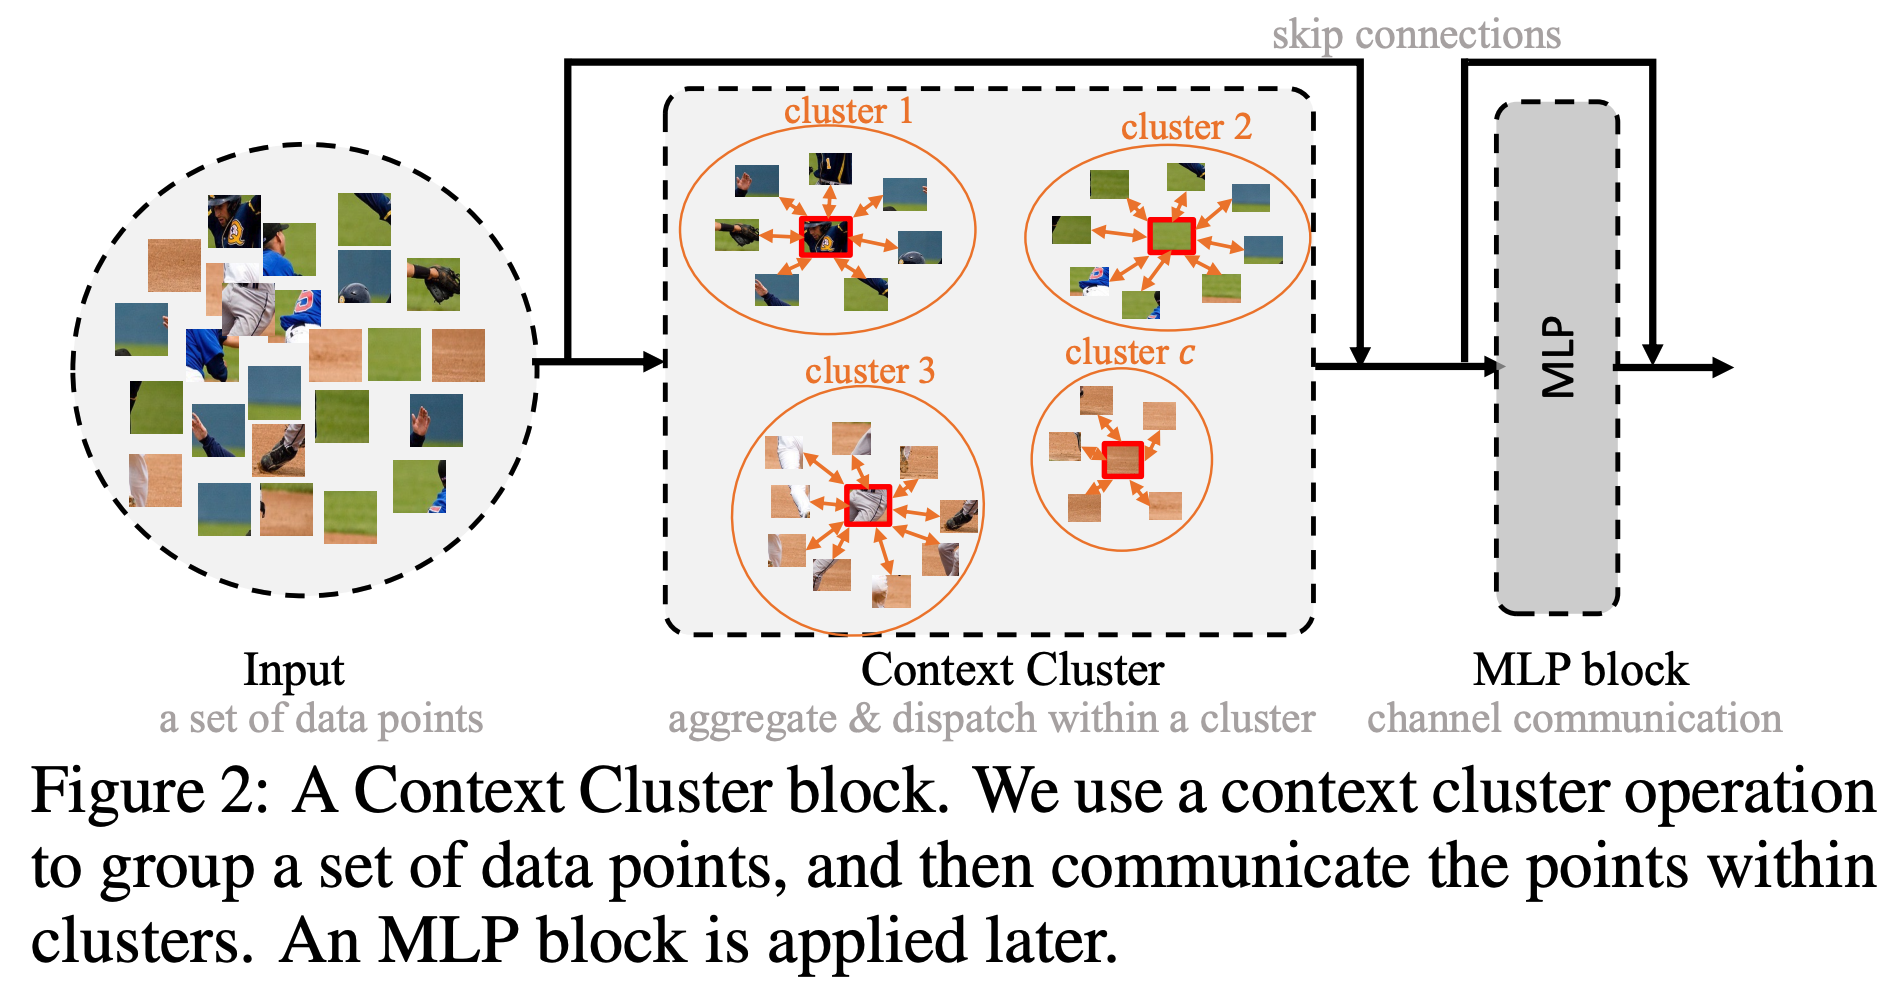 skip connections
cluster 1
cluster 2
cluster 3
cluster c
MLP
Input
a set of data points
Context Cluster
aggregate & dispatch within a cluster
MLP block
channel communication
Figure 2: A Context Cluster block. We use a context cluster operation
to group a set of data points, and then communicate the points within
clusters. An MLP block is applied later.